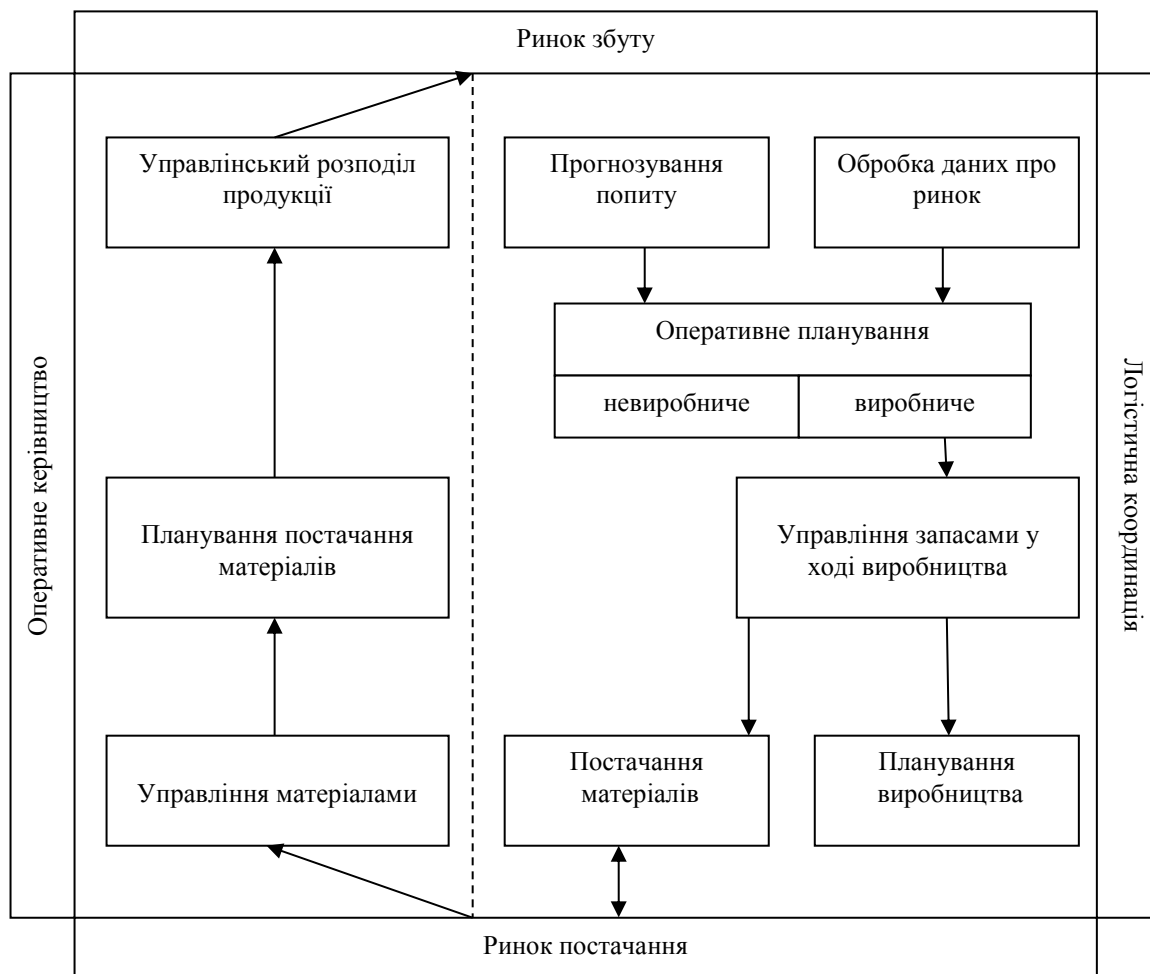 Ринок збуту
Оперативне керівництво
Управлінський розподіл
продукції
Прогнозування
попиту
Обробка даних про
ринок
Оперативне планування
невиробниче
виробниче
Планування постачання
матеріалів
Управління запасами у
ході виробництва
Управління матеріалами
Постачання
матеріалів
Планування
виробництва
Логістична координація
Ринок постачання